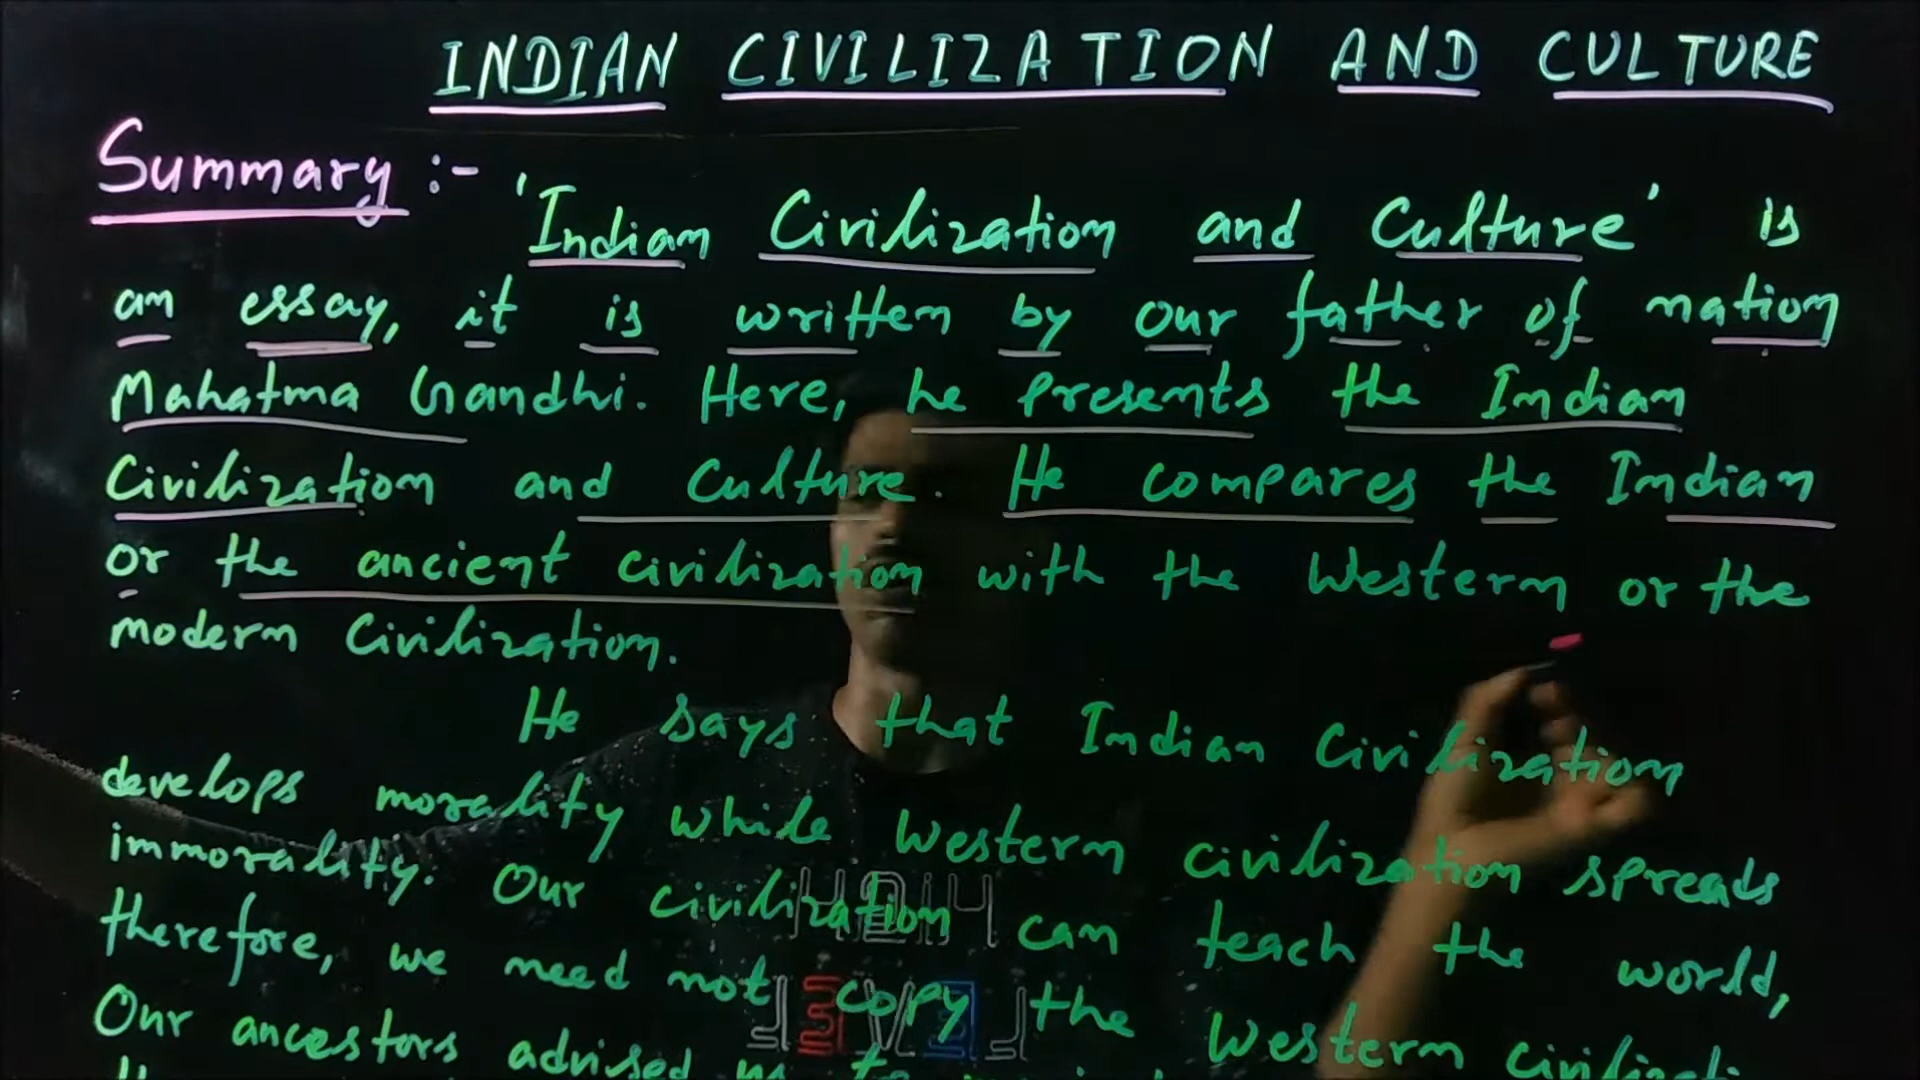 INDIAN CIVILIZATION AND CULTURE
Summary :- 'Indian Civilization and Culture' is
an essay, it is written by our father of nation
Mahatma Gandhi. Here, he presents the Indian
Civilization and Culture. He compares the Indian
or the ancient civilization with the Western or the
modern Civilization.
He says that Indian Civilization
develops morality while Western civilization spreads
immorality. Our civilization can teach the world,
therefore, we need not copy the Western
Our ancestors advised us to